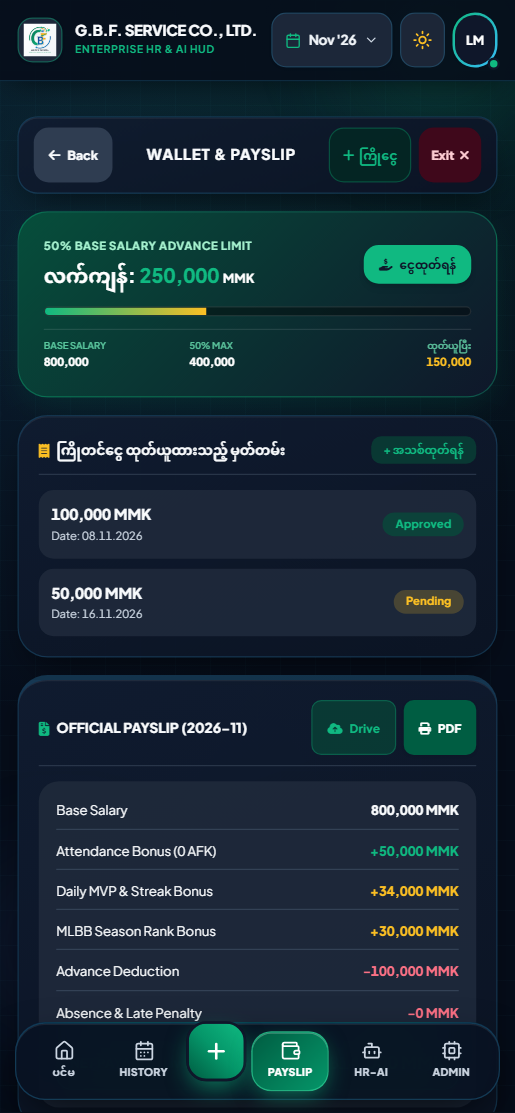 G.B.F. SERVICE CO., LTD.
ENTERPRISE HR & AI HUD
Nov '26
LM
← Back
WALLET & PAYSLIP
+ ကြိုငွေ
Exit ✕
50% BASE SALARY ADVANCE LIMIT
လက်ကျန်: 250,000 MMK
ငွေထုတ်ရန်
BASE SALARY
800,000
50% MAX
400,000
ထုတ်ယူပြီး
150,000
ကြိုတင်ငွေ ထုတ်ယူထားသည့် မှတ်တမ်း
+ အသစ်ထုတ်ရန်
100,000 MMK
Date: 08.11.2026
Approved
50,000 MMK
Date: 16.11.2026
Pending
OFFICIAL PAYSLIP (2026-11)
Drive
PDF
Base Salary 800,000 MMK
Attendance Bonus (0 AFK) +50,000 MMK
Daily MVP & Streak Bonus +34,000 MMK
MLBB Season Rank Bonus +30,000 MMK
Advance Deduction -100,000 MMK
Absence & Late Penalty -0 MMK
ပင်မ
HISTORY
+
PAYSLIP
HR-AI
ADMIN